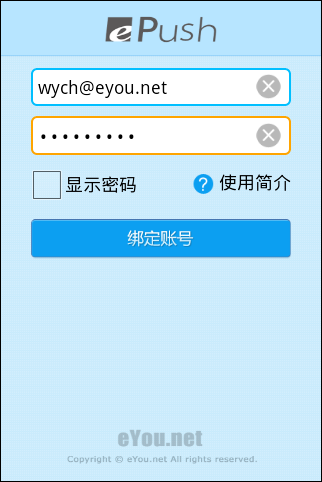 ePush
wych@eyou.net
•••••••••
显示密码
? 使用简介
绑定账号
eYou.net
Copyright © eYou.net All rights reserved.